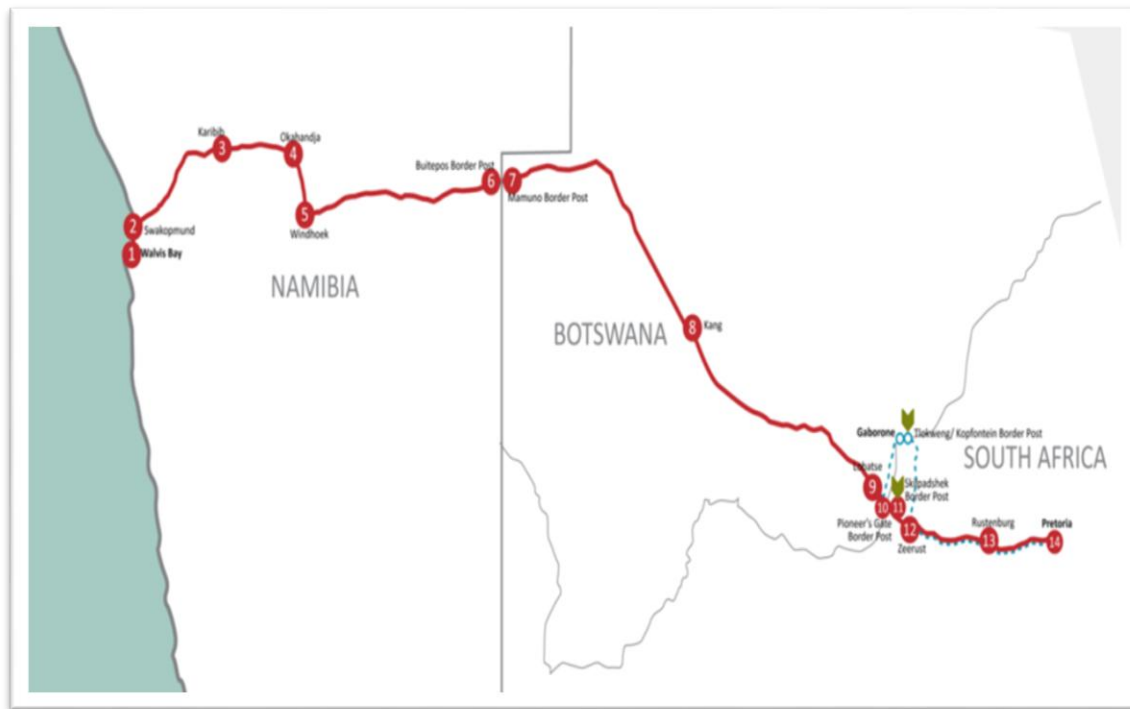 Karibib
3
Okahandja
4
Buitepos Border Post
6
7
Mamuno Border Post
2
Swakopmund
5
Windhoek
1
Walvis Bay
NAMIBIA
BOTSWANA
8
Kang
Gaborone
Tlokweng/ Kopfontein Border Post
SOUTH AFRICA
Lobatse
9
Skilpadshek
Border Post
10
11
Pioneer's Gate
Border Post
12
Zeerust
Rustenburg
13
Pretoria
14